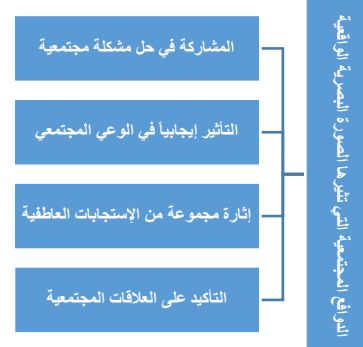 الدوافع المجتمعية التي تثيرها الصورة البصرية الواقعية
المشاركة في حل مشكلة مجتمعية
التأثير إيجابياً في الوعي المجتمعي
إثارة مجموعة من الإستجابات العاطفية
التأكيد على العلاقات المجتمعية